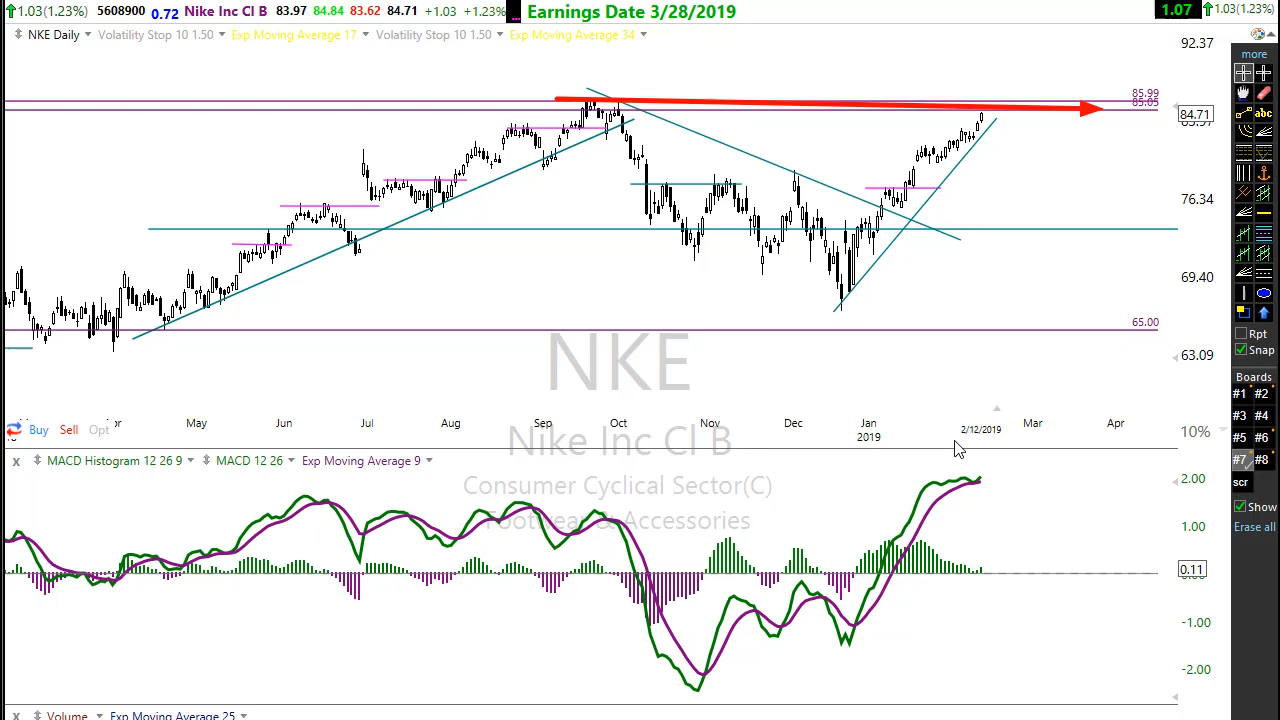 1.03(1.23%) 5608900 0.72 Nike Inc Cl B 83.97 84.84 83.62 84.71 +1.03 +1.23% ... Earnings Date 3/28/2019 1.07 1.03(1.23%)
NKE Daily Volatility Stop 10 1.50 Exp Moving Average 17 Volatility Stop 10 1.50 Exp Moving Average 34
92.37
more
85.99
85.05
84.71
abc
76.34
69.40
65.00
Rpt
Snap
63.09
NKE
Boards
#1 #2
#3 #4
#5 #6
#7 #8
scr
Show
Erase all
May Jun Jul Aug Sep Oct Nov Dec Jan Mar Apr
2019
2/12/2019
Buy Sell Opt
10%
Nike Inc Cl B
X MACD Histogram 12 26 9 MACD 12 26 Exp Moving Average 9
Consumer Cyclical Sector(C)
Footwear & Accessories
2.00
1.00
0.11
-1.00
-2.00
X Volume Exp Moving Average 25